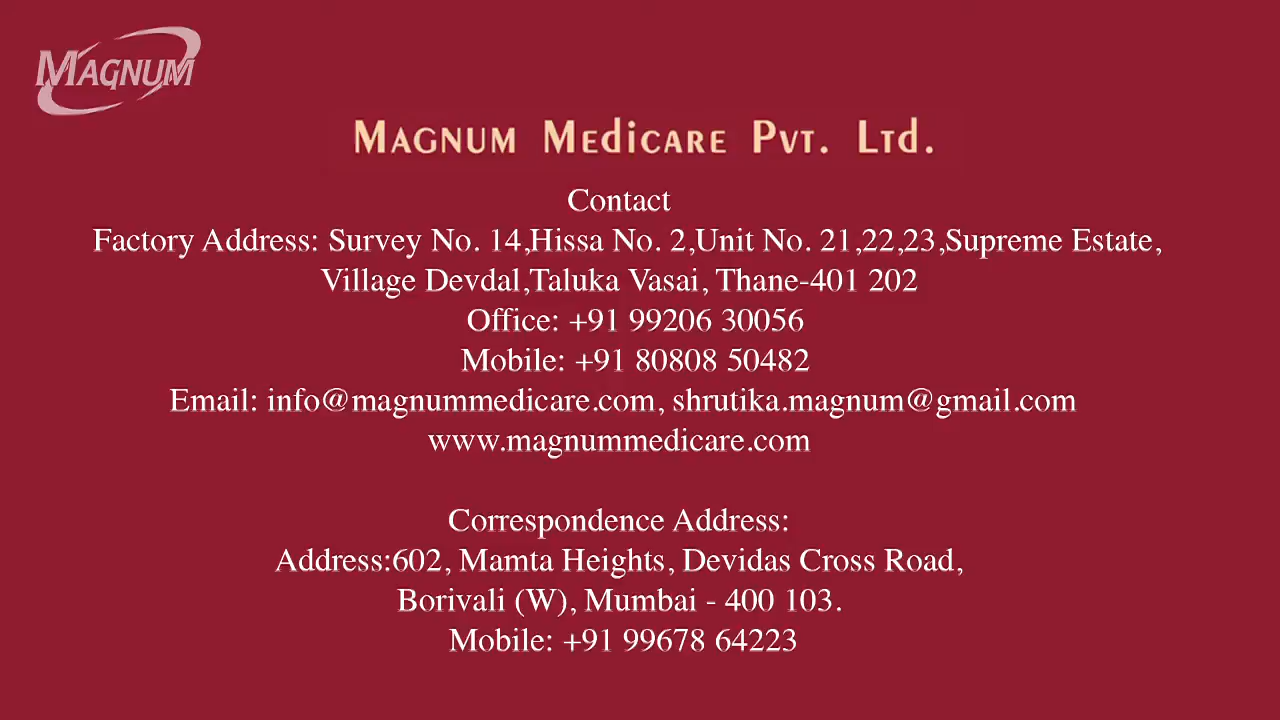 MAGNUM
MAGNUM MEDICARE PVT. LTD.
Contact
Factory Address: Survey No. 14,Hissa No. 2,Unit No. 21,22,23,Supreme Estate,
Village Devdal,Taluka Vasai, Thane-401 202
Office: +91 99206 30056
Mobile: +91 80808 50482
Email: info@magnummedicare.com, shrutika.magnum@gmail.com
www.magnummedicare.com
Correspondence Address:
Address:602, Mamta Heights, Devidas Cross Road,
Borivali (W), Mumbai - 400 103.
Mobile: +91 99678 64223